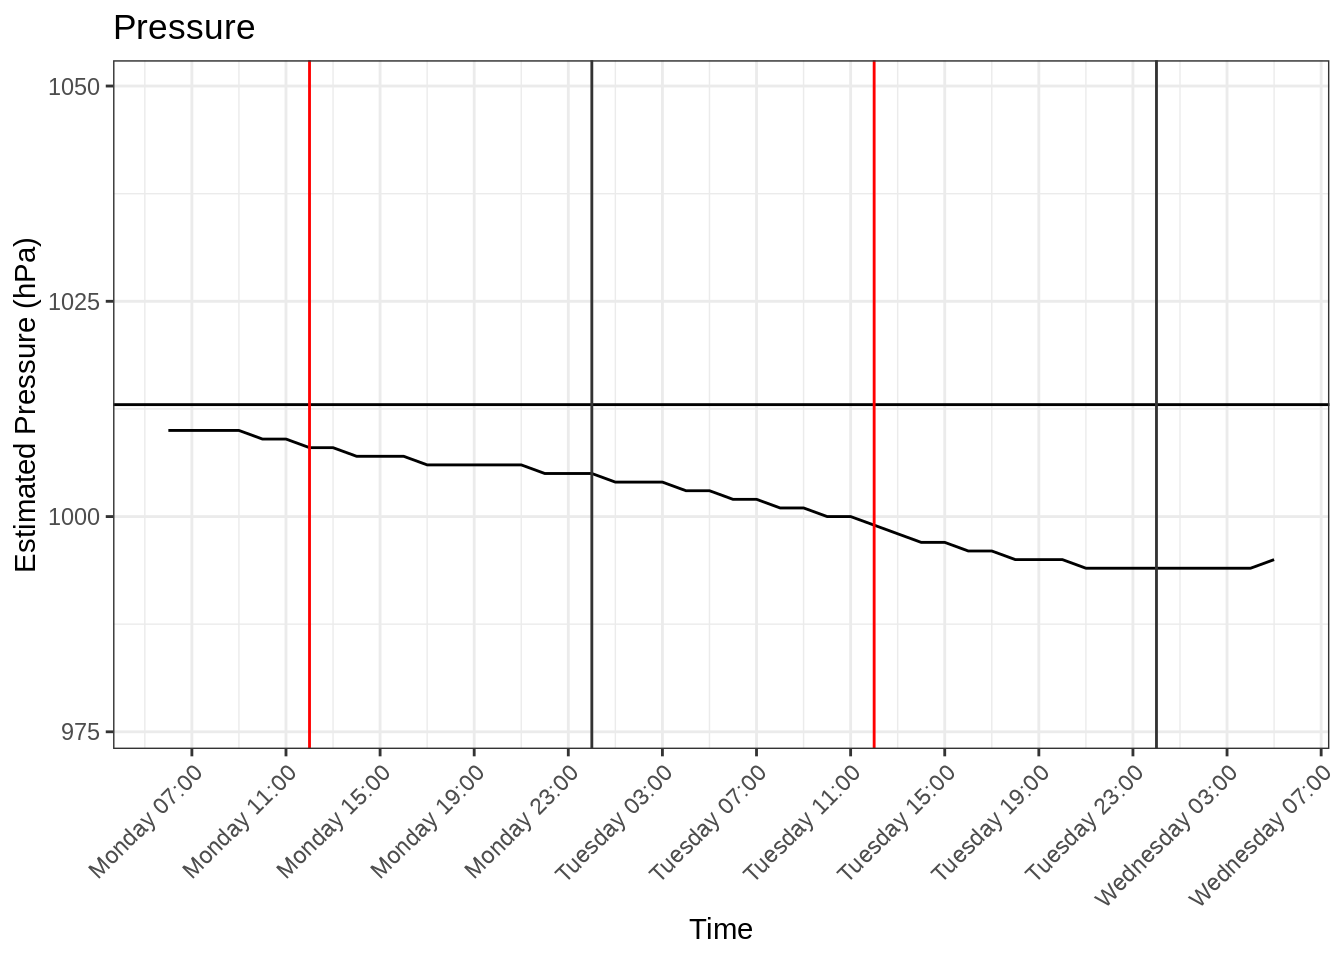 Pressure
Estimated Pressure (hPa)
1050
1025
1000
975
Monday 07:00
Monday 11:00
Monday 15:00
Monday 19:00
Monday 23:00
Tuesday 03:00
Tuesday 07:00
Tuesday 11:00
Tuesday 15:00
Tuesday 19:00
Tuesday 23:00
Wednesday 03:00
Wednesday 07:00
Time